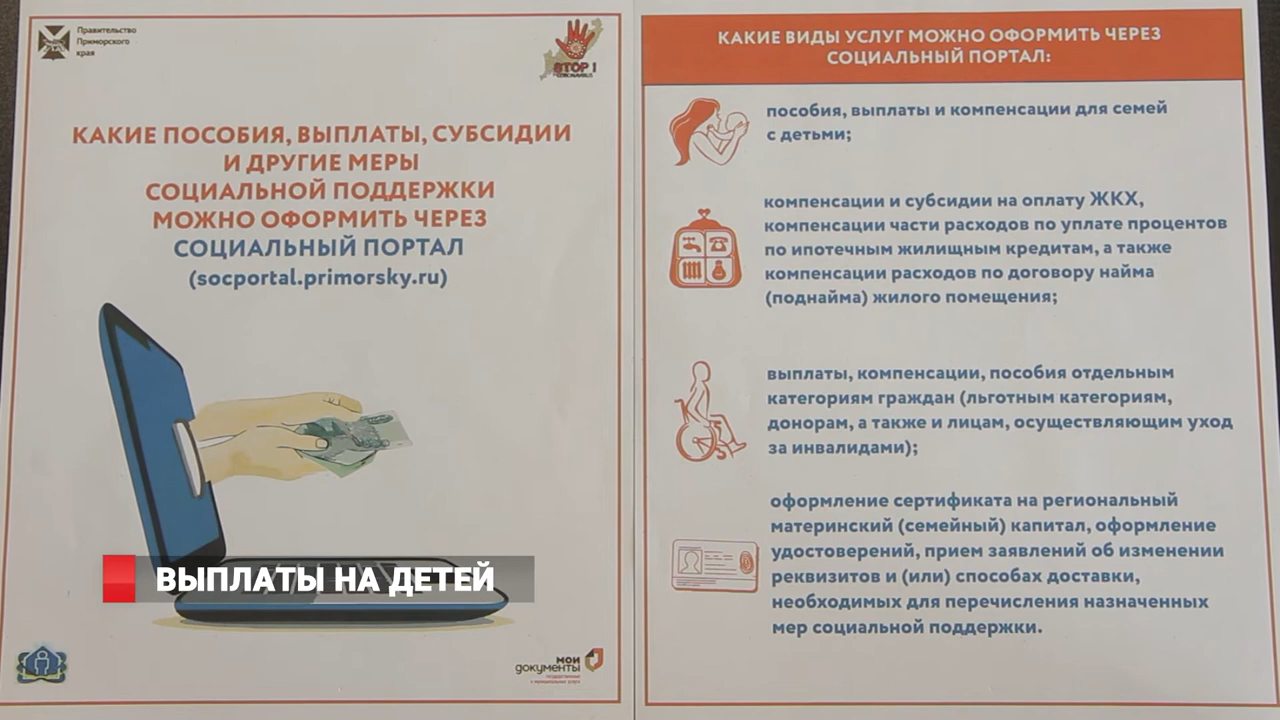 Правительство
Приморского
края
STOP!
CORONAVIRUS
КАКИЕ ПОСОБИЯ, ВЫПЛАТЫ, СУБСИДИИ
И ДРУГИЕ МЕРЫ
СОЦИАЛЬНОЙ ПОДДЕРЖКИ
МОЖНО ОФОРМИТЬ ЧЕРЕЗ
СОЦИАЛЬНЫЙ ПОРТАЛ
(socportal.primorsky.ru)
ВЫПЛАТЫ НА ДЕТЕЙ
МОИ
ДОКУМЕНТЫ
государственные
и муниципальные услуги
КАКИЕ ВИДЫ УСЛУГ МОЖНО ОФОРМИТЬ ЧЕРЕЗ
СОЦИАЛЬНЫЙ ПОРТАЛ:
пособия, выплаты и компенсации для семей
с детьми;
компенсации и субсидии на оплату ЖКХ,
компенсации части расходов по уплате процентов
по ипотечным жилищным кредитам, а также
компенсации расходов по договору найма
(поднайма) жилого помещения;
выплаты, компенсации, пособия отдельным
категориям граждан (льготным категориям,
донорам, а также и лицам, осуществляющим уход
за инвалидами);
оформление сертификата на региональный
материнский (семейный) капитал, оформление
удостоверений, прием заявлений об изменении
реквизитов и (или) способах доставки,
необходимых для перечисления назначенных
мер социальной поддержки.